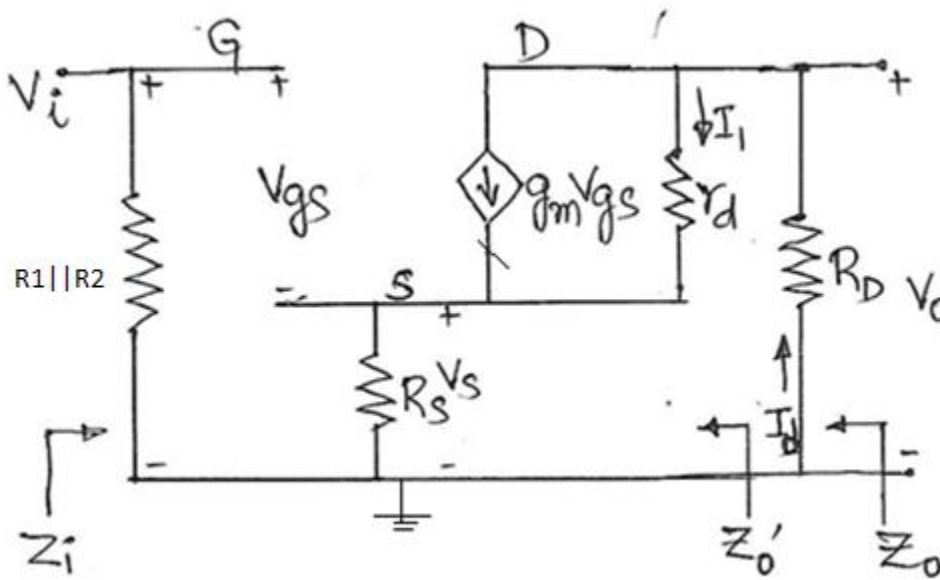 G
D
Vi
+
+
+
I1
Vgs
gmVgs
rd
R1||R2
RD
Vo
-
S
+
RS
VS
Id
-
-
-
Zi
Zo'
Zo